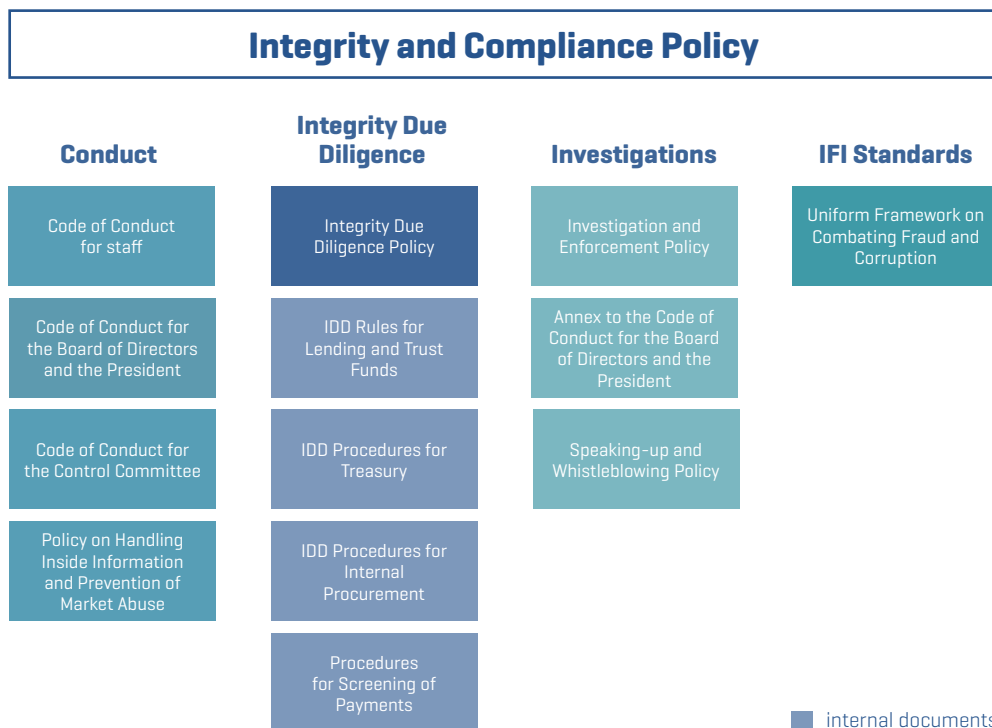 Integrity and Compliance Policy
Conduct
Code of Conduct
for staff
Code of Conduct for
the Board of Directors
and the President
Code of Conduct for
the Control Committee
Policy on Handling
Inside Information
and Prevention of
Market Abuse
Integrity Due
Diligence
Integrity Due
Diligence Policy
IDD Rules for
Lending and Trust
Funds
IDD Procedures for
Treasury
IDD Procedures for
Internal
Procurement
Procedures
for Screening of
Payments
Investigations
Investigation and
Enforcement Policy
Annex to the Code of
Conduct for the Board
of Directors and the
President
Speaking-up and
Whistleblowing Policy
IFI Standards
Uniform Framework on
Combating Fraud and
Corruption
internal documents